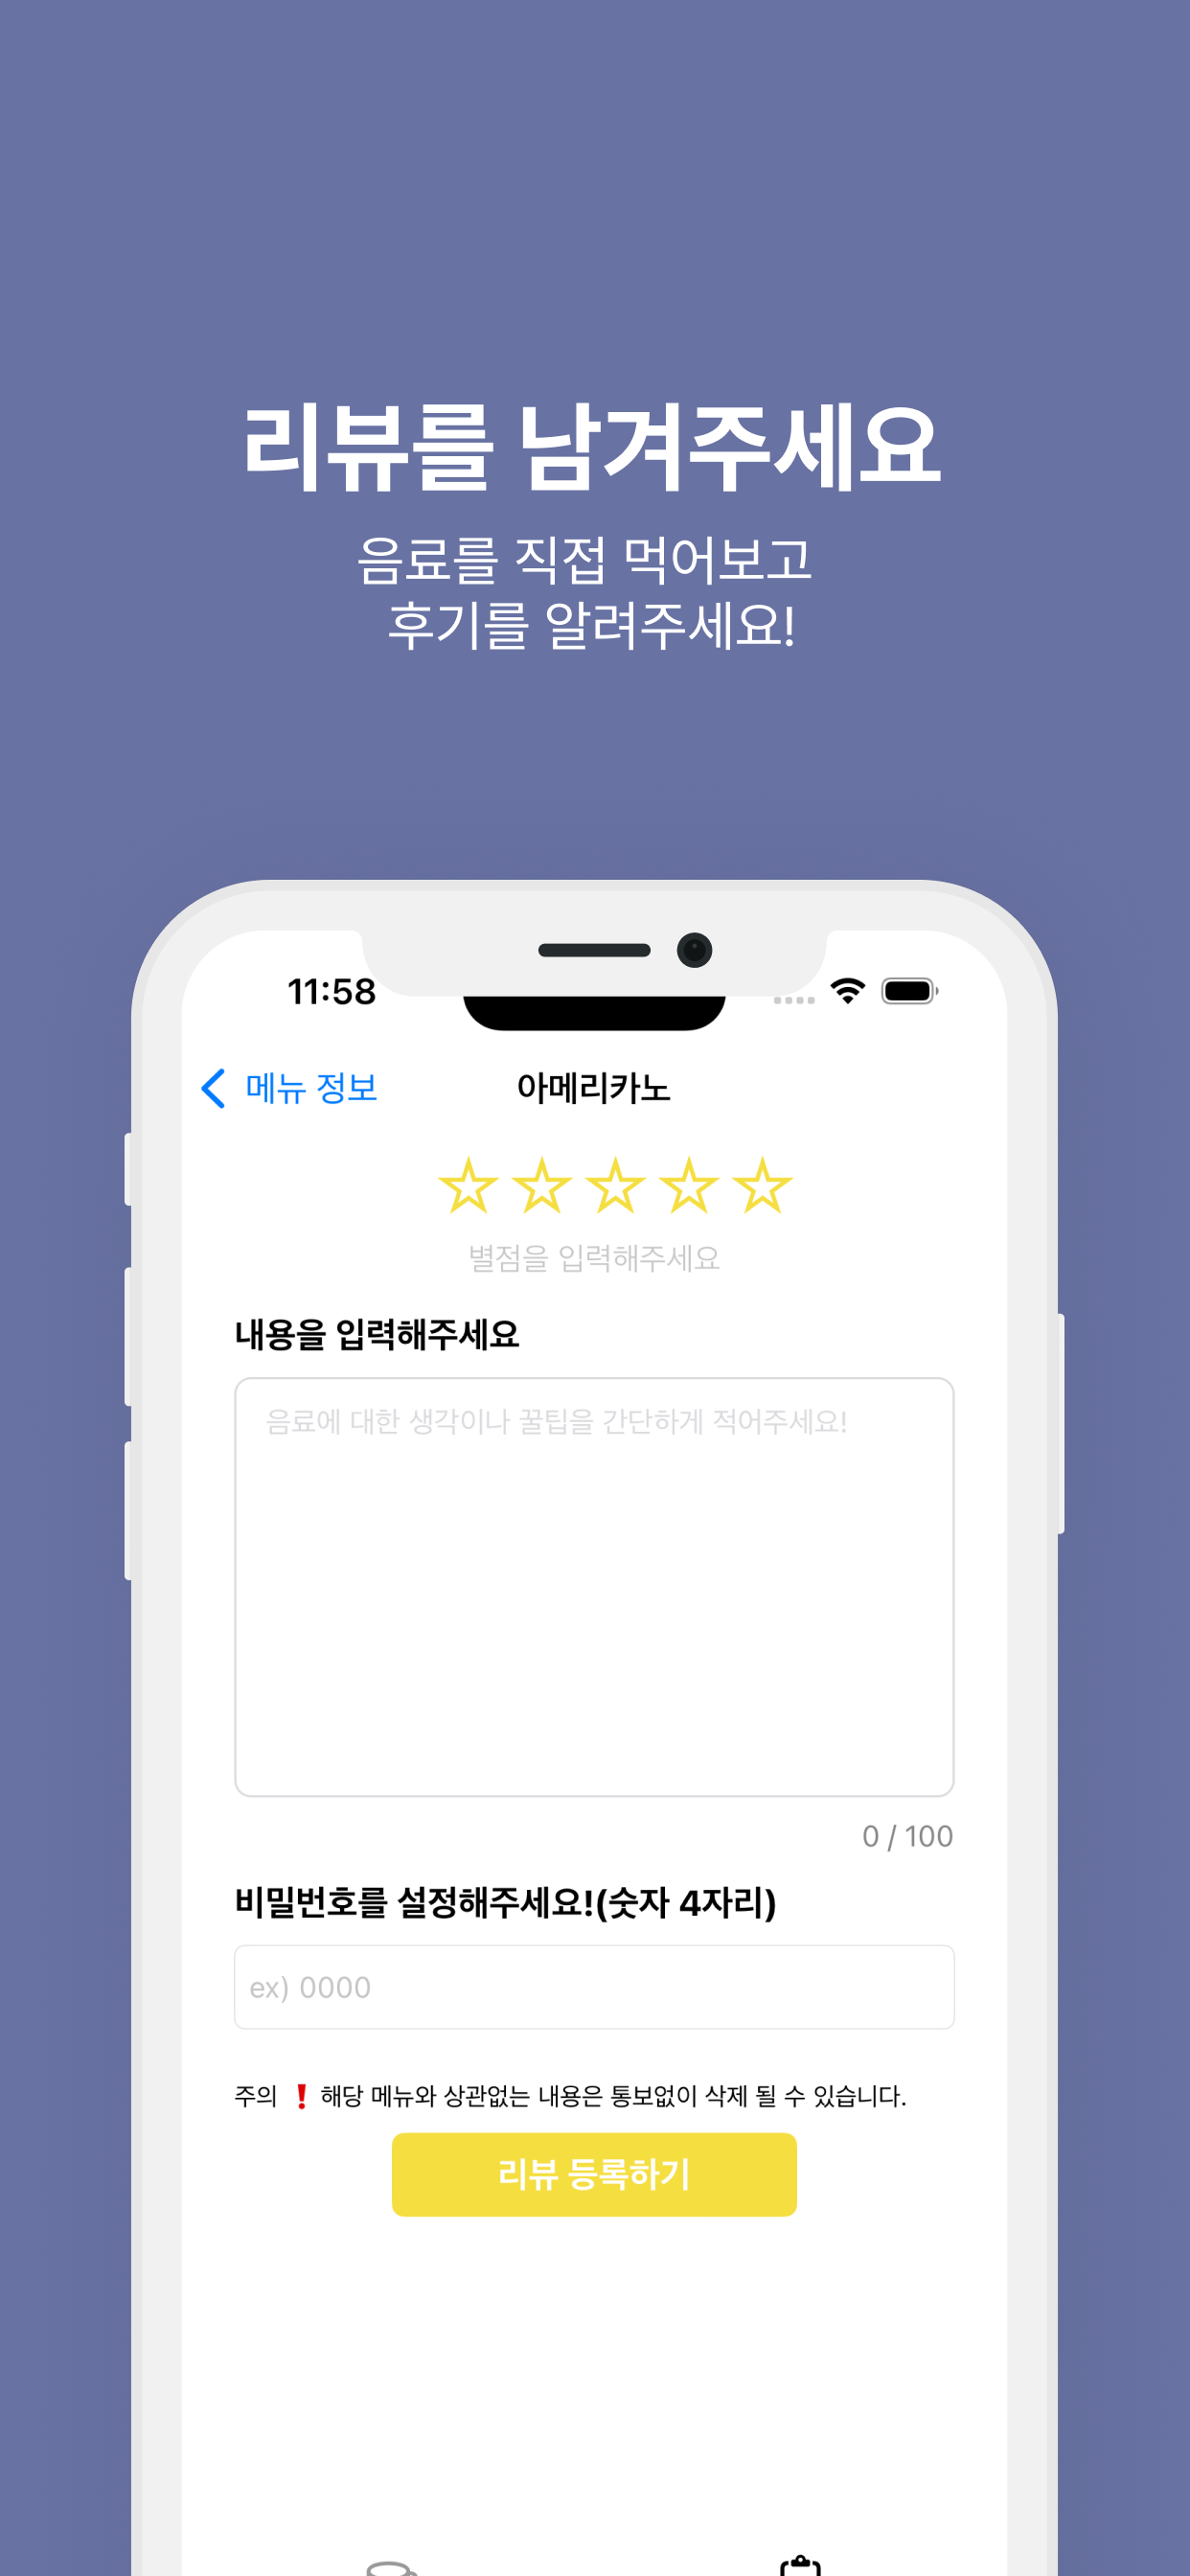 리뷰를 남겨주세요
음료를 직접 먹어보고
후기를 알려주세요!
11:58
메뉴 정보
아메리카노
별점을 입력해주세요
내용을 입력해주세요
음료에 대한 생각이나 꿀팁을 간단하게 적어주세요!
0 / 100
비밀번호를 설정해주세요!(숫자 4자리)
ex) 0000
주의 ❗ 해당 메뉴와 상관없는 내용은 통보없이 삭제 될 수 있습니다.
리뷰 등록하기